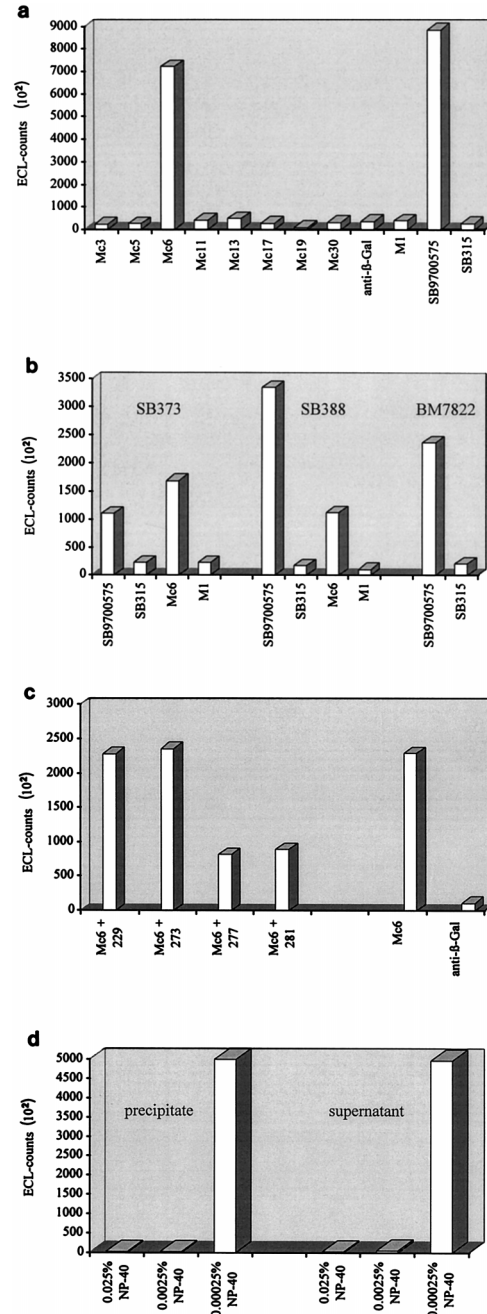 a
ECL-counts (10²)
9000
8000
7000
6000
5000
4000
3000
2000
1000
0
Mc3
Mc5
Mc6
Mc11
Mc13
Mc17
Mc19
Mc30
anti-ß-Gal
M1
SB9700575
SB315
b
ECL-counts (10²)
3500
3000
2500
2000
1500
1000
500
0
SB373
SB388
BM7822
SB9700575
SB315
Mc6
M1
SB9700575
SB315
Mc6
M1
SB9700575
SB315
c
ECL-counts (10²)
3000
2500
2000
1500
1000
500
0
Mc6 +
229
Mc6 +
273
Mc6 +
277
Mc6 +
281
Mc6
anti-ß-Gal
d
ECL-counts (10²)
5000
4500
4000
3500
3000
2500
2000
1500
1000
500
0
precipitate
supernatant
0.025%
NP-40
0.0025%
NP-40
0.00025%
NP-40
0.025%
NP-40
0.0025%
NP-40
0.00025%
NP-40